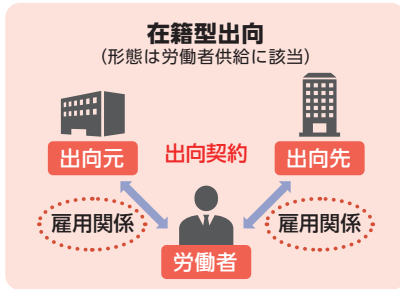 在籍型出向
(形態は労働者供給に該当)
出向元
出向契約
出向先
雇用関係
雇用関係
労働者